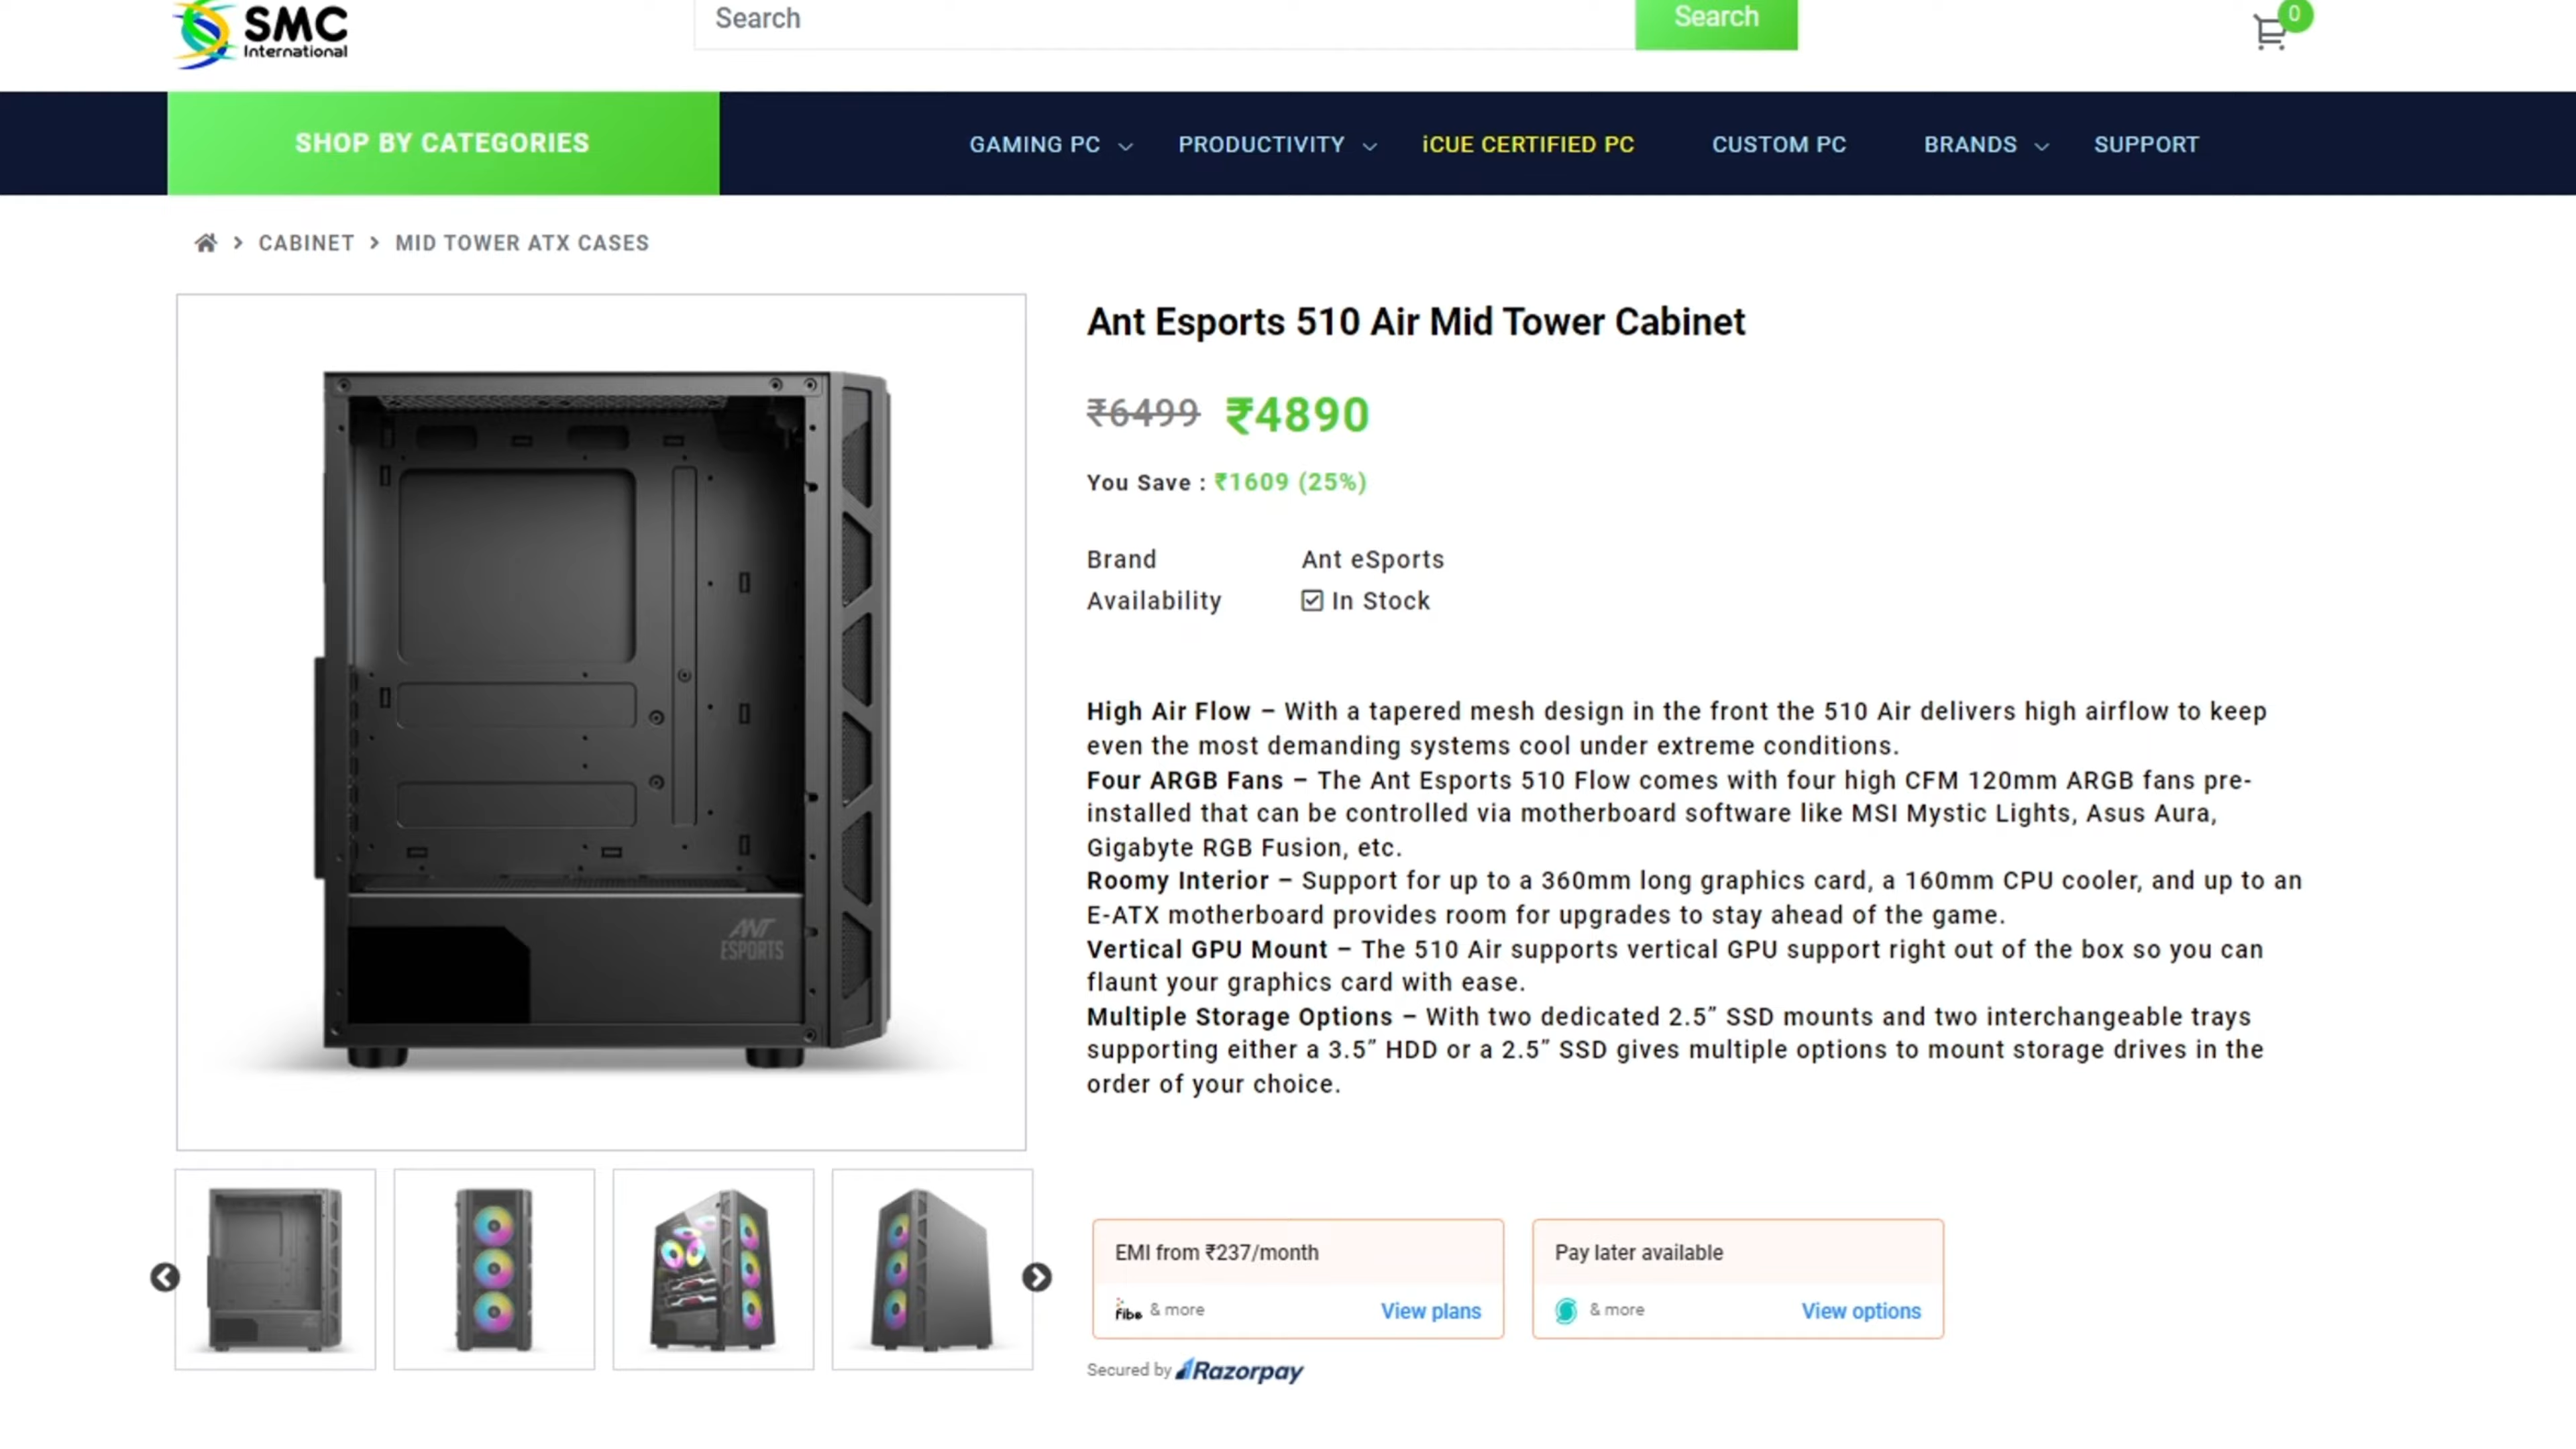 SMC
International
Search
Search
0
SHOP BY CATEGORIES
GAMING PC
PRODUCTIVITY
iCUE CERTIFIED PC
CUSTOM PC
BRANDS
SUPPORT
CABINET > MID TOWER ATX CASES
ANT
ESPORTS
Ant Esports 510 Air Mid Tower Cabinet
₹6499 ₹4890
You Save : ₹1609 (25%)
Brand Ant eSports
Availability In Stock
High Air Flow – With a tapered mesh design in the front the 510 Air delivers high airflow to keep
even the most demanding systems cool under extreme conditions.
Four ARGB Fans – The Ant Esports 510 Flow comes with four high CFM 120mm ARGB fans pre-
installed that can be controlled via motherboard software like MSI Mystic Lights, Asus Aura,
Gigabyte RGB Fusion, etc.
Roomy Interior – Support for up to a 360mm long graphics card, a 160mm CPU cooler, and up to an
E-ATX motherboard provides room for upgrades to stay ahead of the game.
Vertical GPU Mount – The 510 Air supports vertical GPU support right out of the box so you can
flaunt your graphics card with ease.
Multiple Storage Options – With two dedicated 2.5” SSD mounts and two interchangeable trays
supporting either a 3.5” HDD or a 2.5” SSD gives multiple options to mount storage drives in the
order of your choice.
EMI from ₹237/month
fibe & more View plans
Pay later available
& more View options
Secured by Razorpay